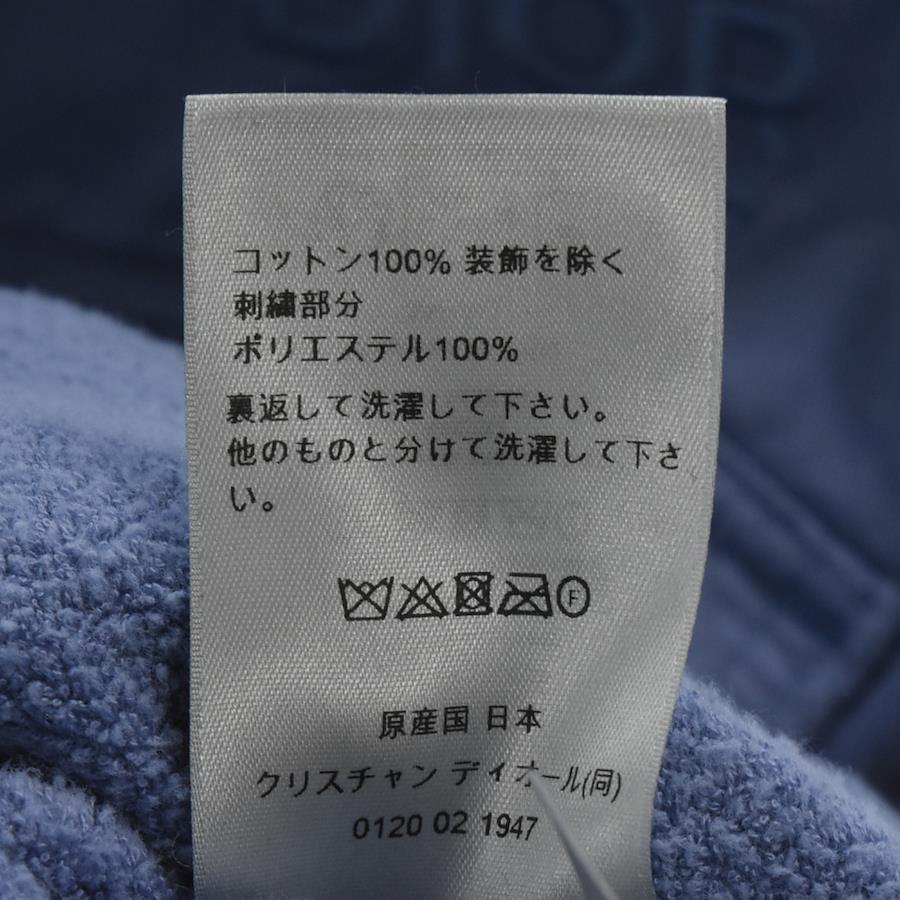 DIOR
コットン100% 装飾を除く
刺繍部分
ポリエステル100%
裏返して洗濯して下さい。
他のものと分けて洗濯して下さ
い。
F
原産国 日本
クリスチャン ディオール(同)
0120 02 1947